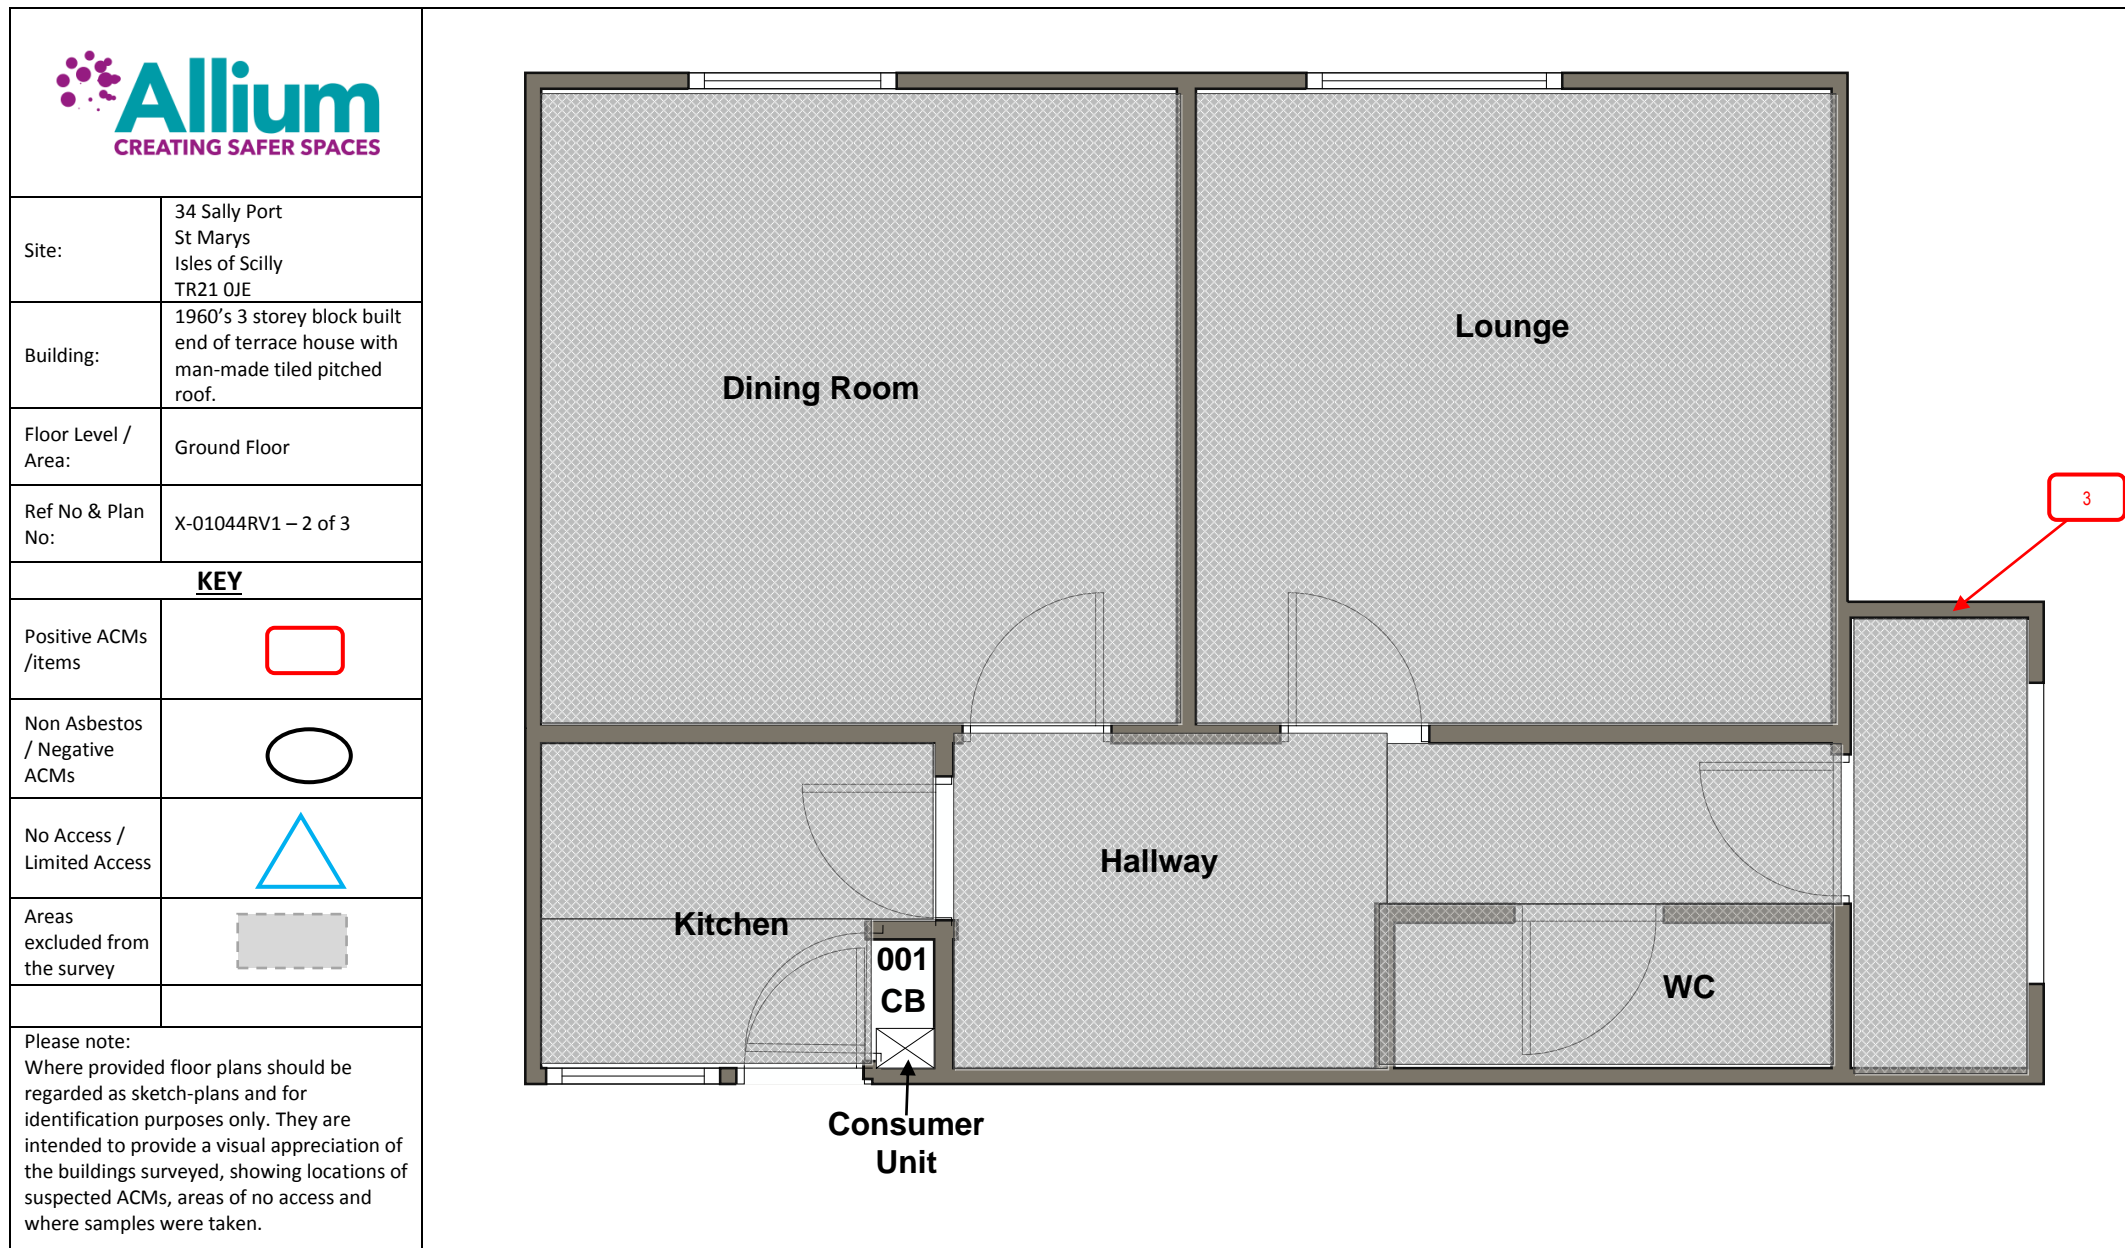 Allium
CREATING SAFER SPACES
Site:
34 Sally Port
St Marys
Isles of Scilly
TR21 0JE
Building:
1960's 3 storey block built
end of terrace house with
man-made tiled pitched
roof.
Floor Level /
Area:
Ground Floor
Ref No & Plan
No:
X-01044RV1 – 2 of 3
KEY
Positive ACMs
/items
Non Asbestos
/ Negative
ACMs
No Access /
Limited Access
Areas
excluded from
the survey
Please note:
Where provided floor plans should be
regarded as sketch-plans and for
identification purposes only. They are
intended to provide a visual appreciation of
the buildings surveyed, showing locations of
suspected ACMs, areas of no access and
where samples were taken.
Dining Room
Lounge
3
Hallway
Kitchen
001
CB
WC
Consumer
Unit